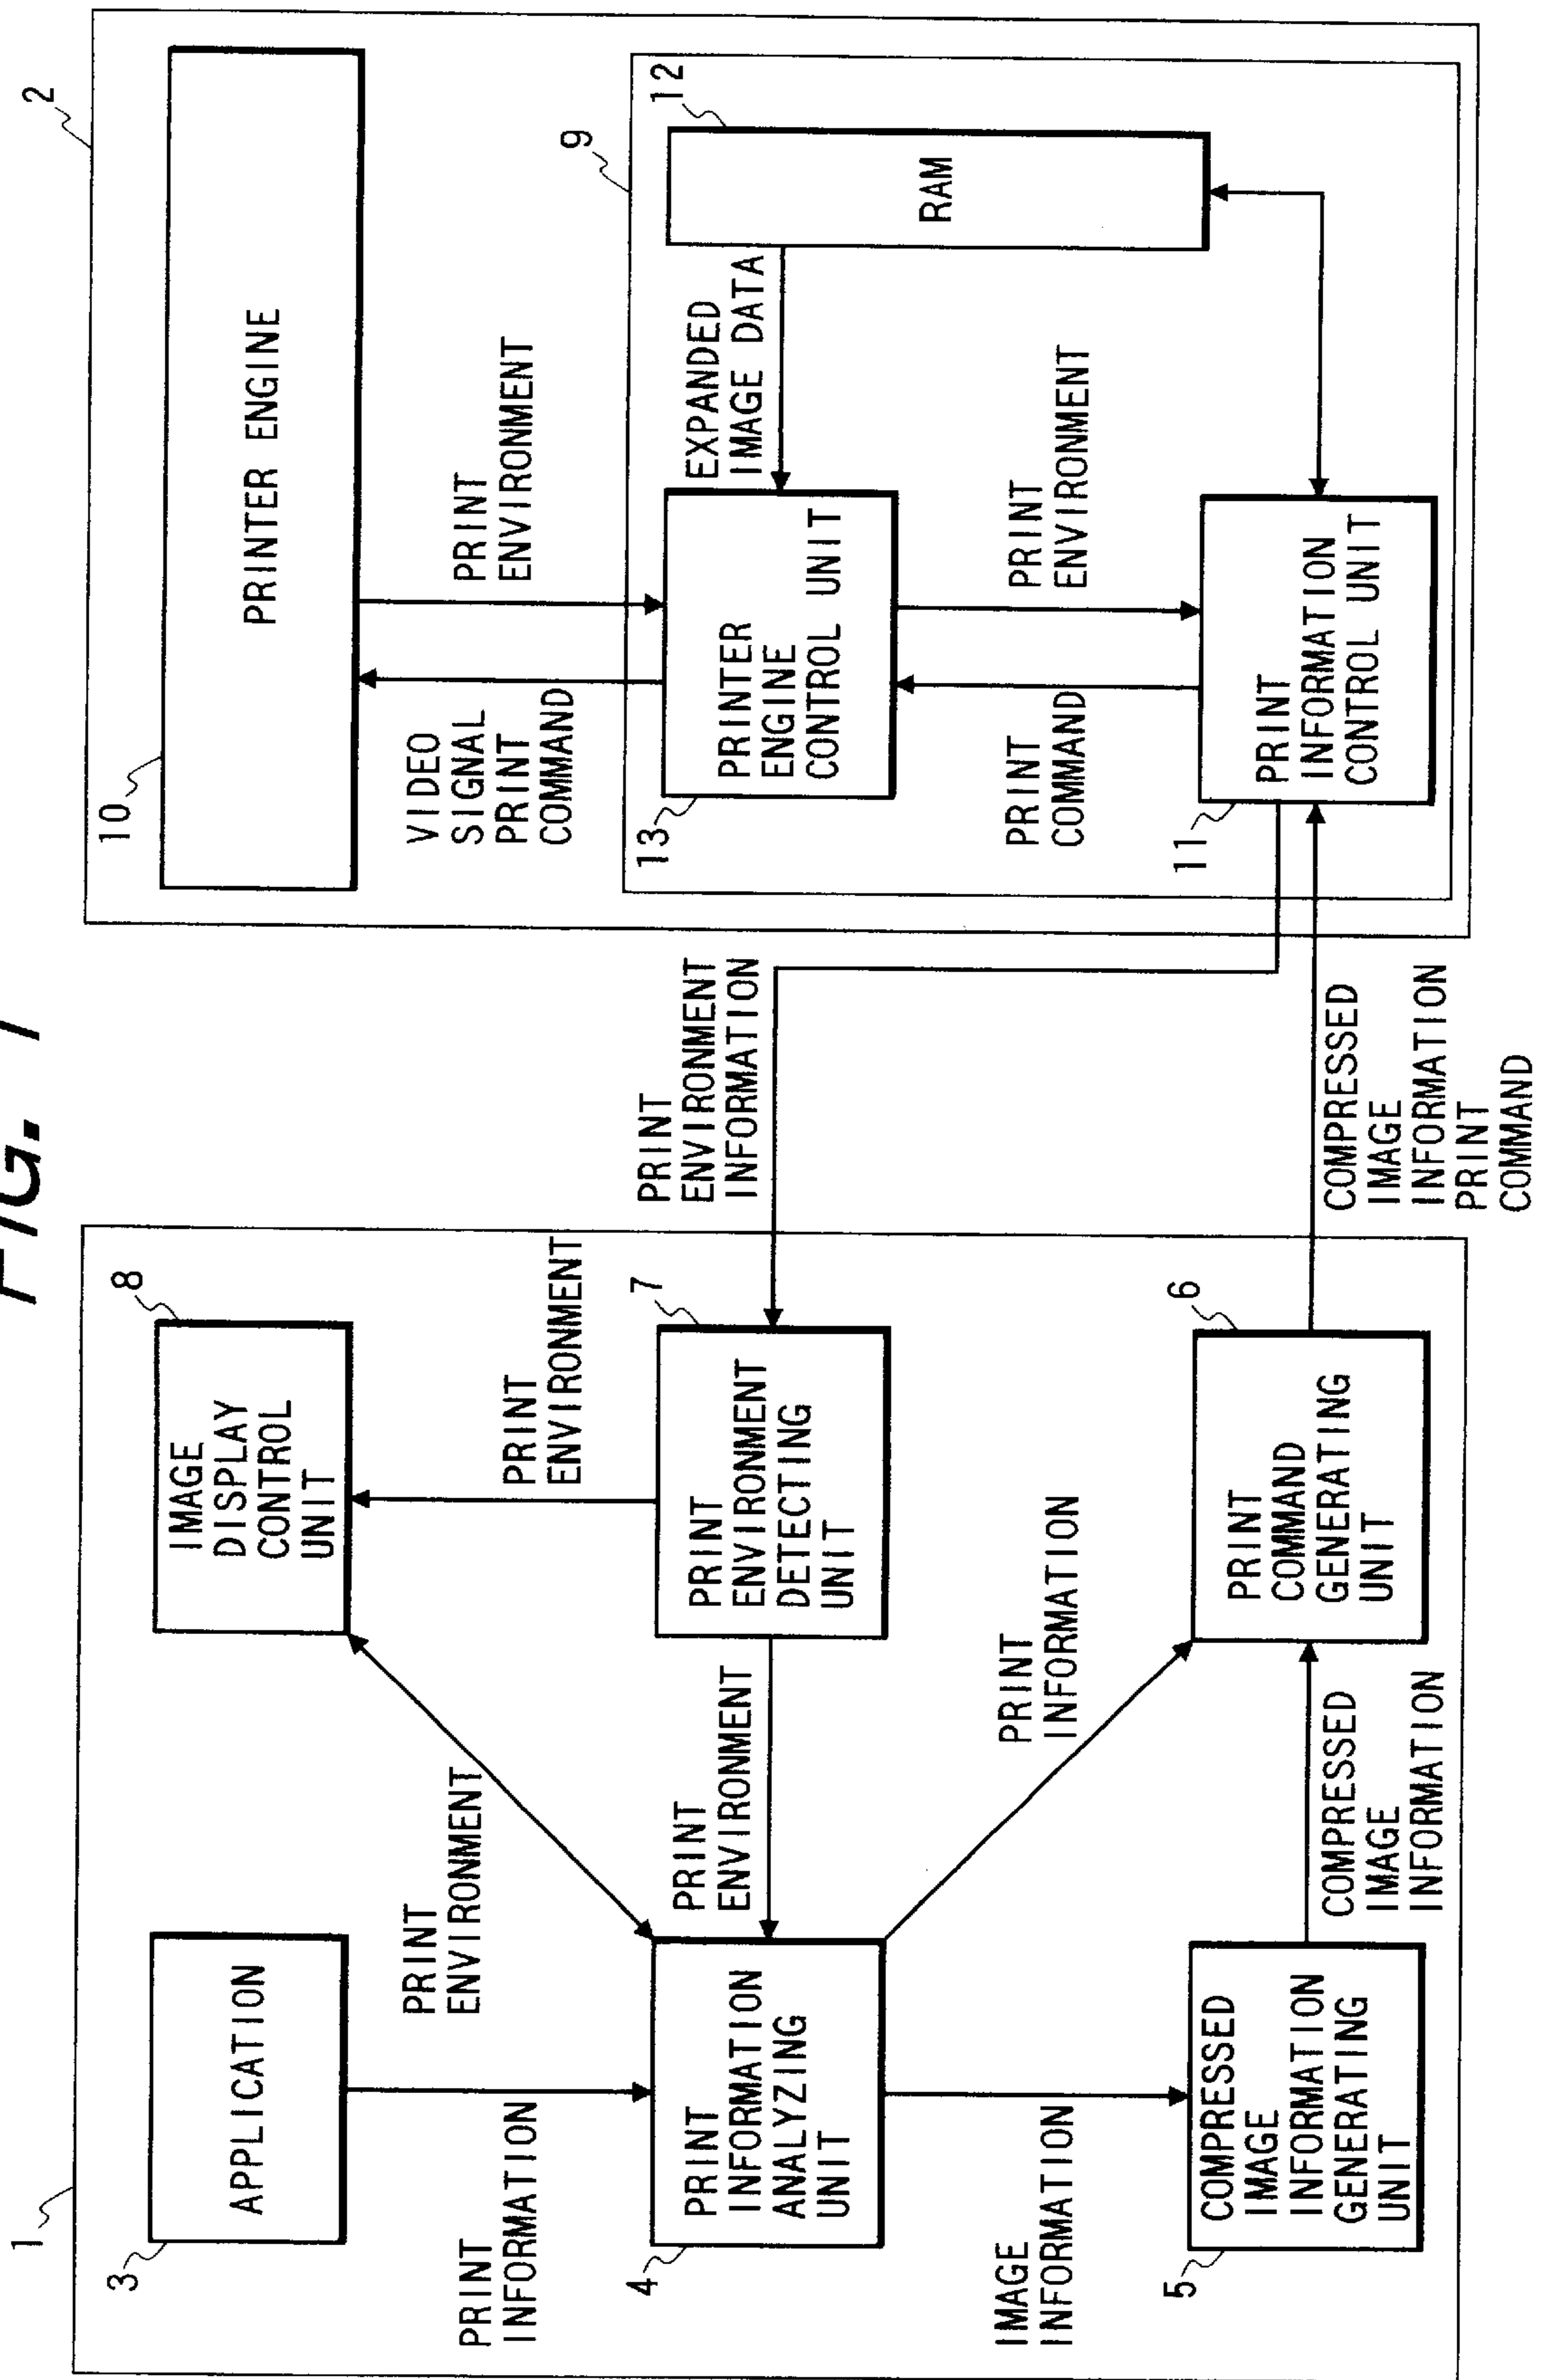 FIG. 1
1
3
APPLICATION
PRINT
INFORMATION
PRINT
ENVIRONMENT
8
IMAGE
DISPLAY
CONTROL
UNIT
PRINT
ENVIRONMENT
4
PRINT
INFORMATION
ANALYZING
UNIT
PRINT
ENVIRONMENT
7
PRINT
ENVIRONMENT
DETECTING
UNIT
IMAGE
INFORMATION
PRINT
INFORMATION
5
COMPRESSED
IMAGE
INFORMATION
GENERATING
UNIT
COMPRESSED
IMAGE
INFORMATION
6
PRINT
COMMAND
GENERATING
UNIT
PRINT
ENVIRONMENT
INFORMATION
COMPRESSED
IMAGE
INFORMATION
PRINT
COMMAND
2
10
PRINTER ENGINE
VIDEO
SIGNAL
PRINT
COMMAND
PRINT
ENVIRONMENT
9
13
PRINTER
ENGINE
CONTROL UNIT
EXPANDED
IMAGE DATA
12
RAM
PRINT
COMMAND
PRINT
ENVIRONMENT
11
PRINT
INFORMATION
CONTROL UNIT